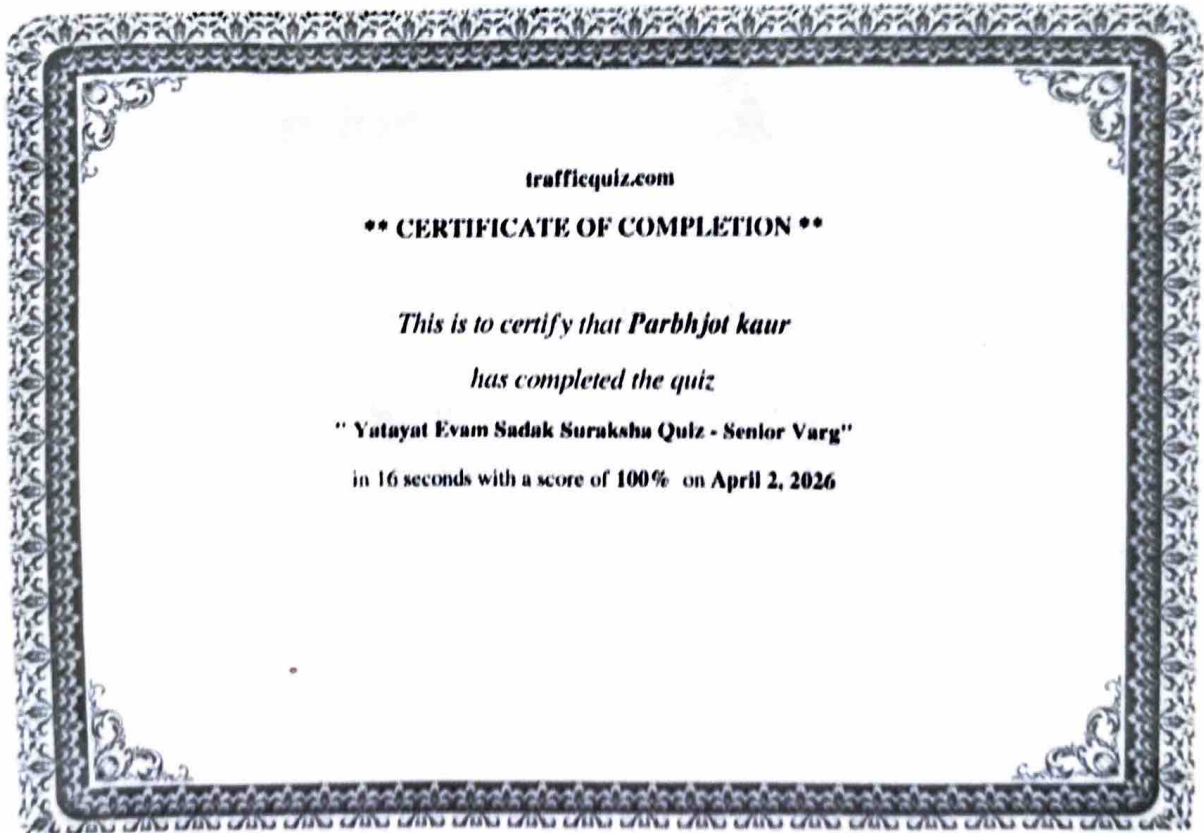 trafficquiz.com
** CERTIFICATE OF COMPLETION **
This is to certify that Parbhjot kaur
has completed the quiz
" Yatayat Evam Sadak Suraksha Quiz - Senior Varg"
in 16 seconds with a score of 100% on April 2, 2026